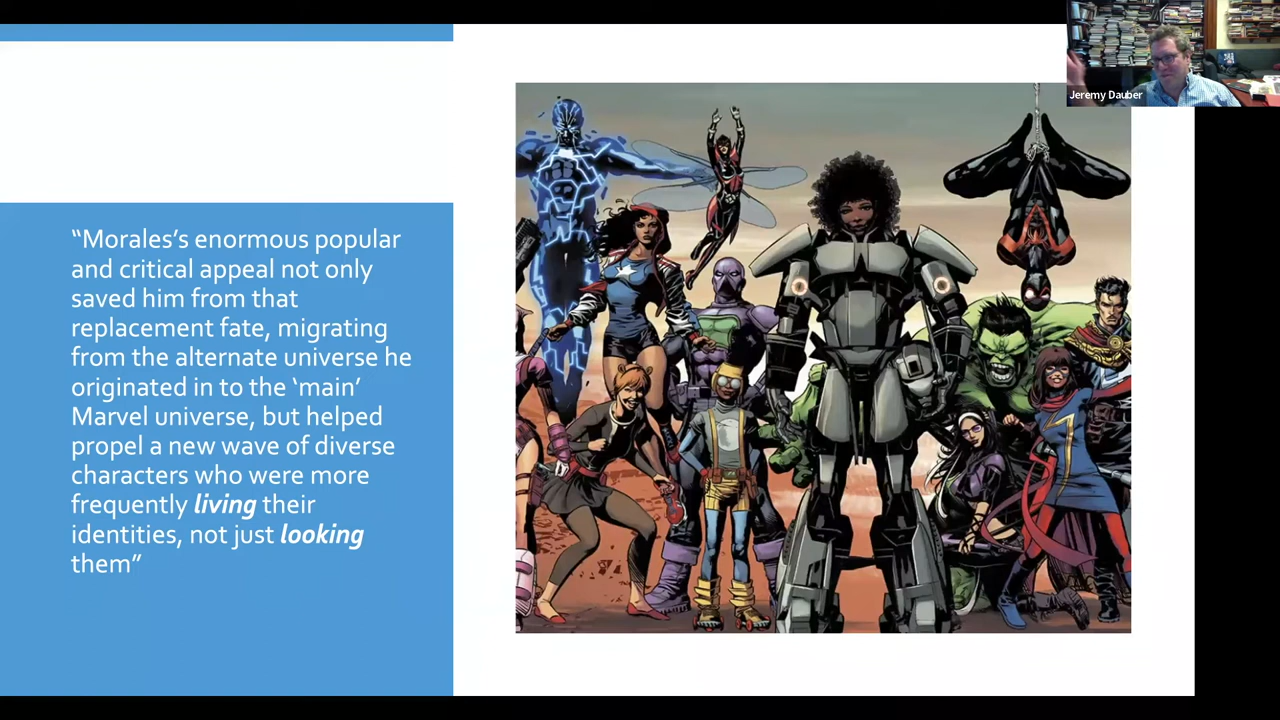 Jeremy Dauber
“Morales’s enormous popular
and critical appeal not only
saved him from that
replacement fate, migrating
from the alternate universe he
originated in to the ‘main’
Marvel universe, but helped
propel a new wave of diverse
characters who were more
frequently living their
identities, not just looking
them”